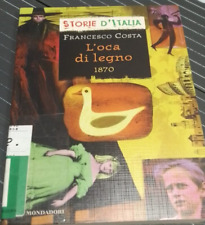 STORIE D'ITALIA
FRANCESCO COSTA
L'oca
di legno
1870
MONDADORI